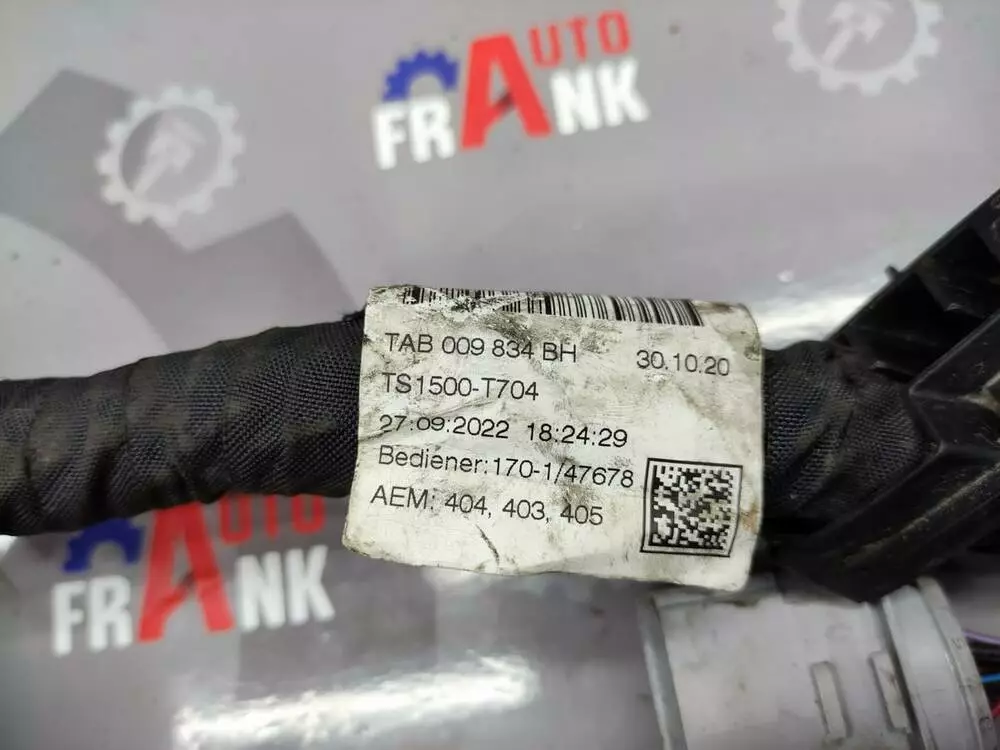 AUTO
FRANK
TAB 009 834 BH 30.10.20
TS1500-T704
27.09.2022 18:24:29
Bediener:170-1/47678
AEM: 404, 403, 405
AUTO
FRANK